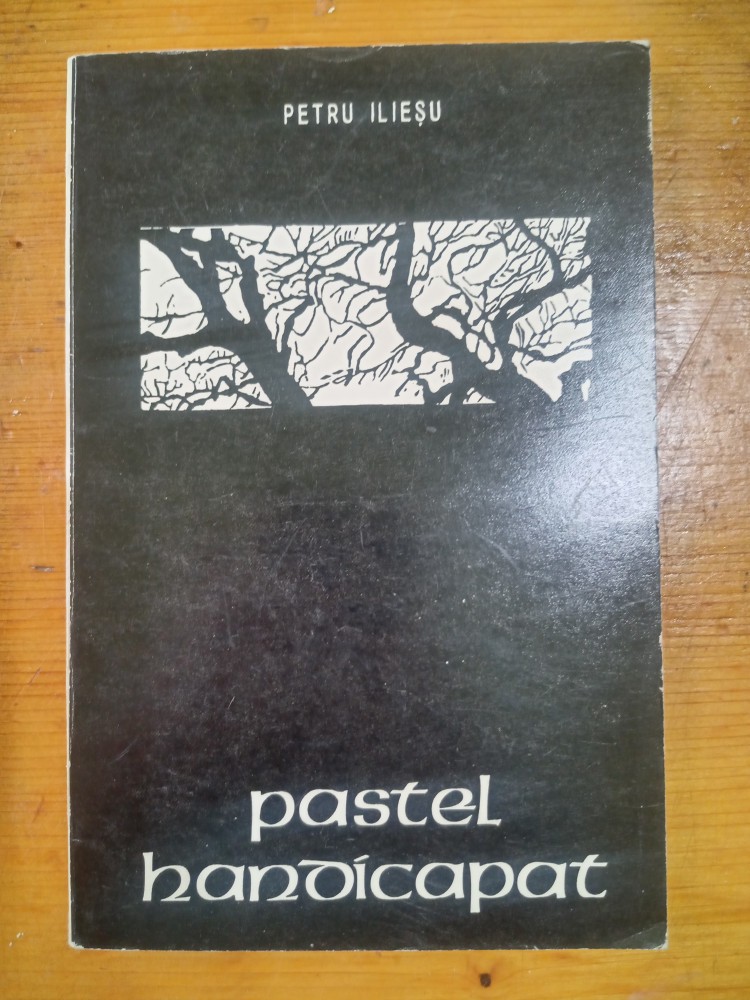 PETRU ILIEȘU
pastel
handicapat